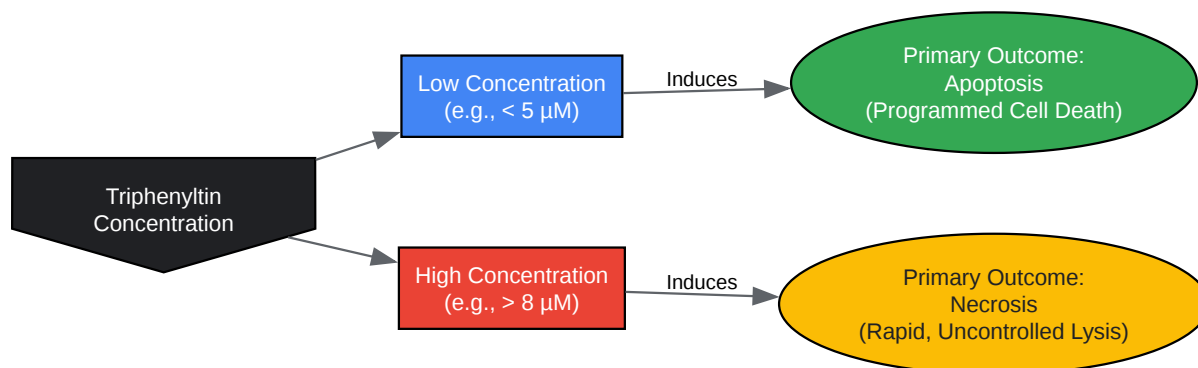 Triphenyltin
Concentration
Low Concentration
(e.g., < 5 µM)
Induces
Primary Outcome:
Apoptosis
(Programmed Cell Death)
High Concentration
(e.g., > 8 µM)
Induces
Primary Outcome:
Necrosis
(Rapid, Uncontrolled Lysis)